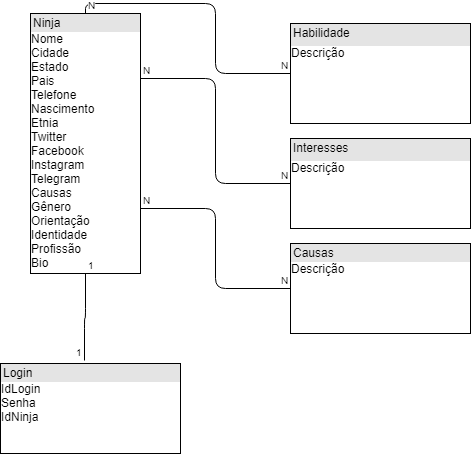 Ninja
Nome
Cidade
Estado
Pais
Telefone
Nascimento
Etnia
Twitter
Facebook
Instagram
Telegram
Causas
Gênero
Orientação
Identidade
Profissão
Bio
N
N
N
1
1
Habilidade
Descrição
N
Interesses
Descrição
N
Causas
Descrição
N
Login
IdLogin
Senha
IdNinja